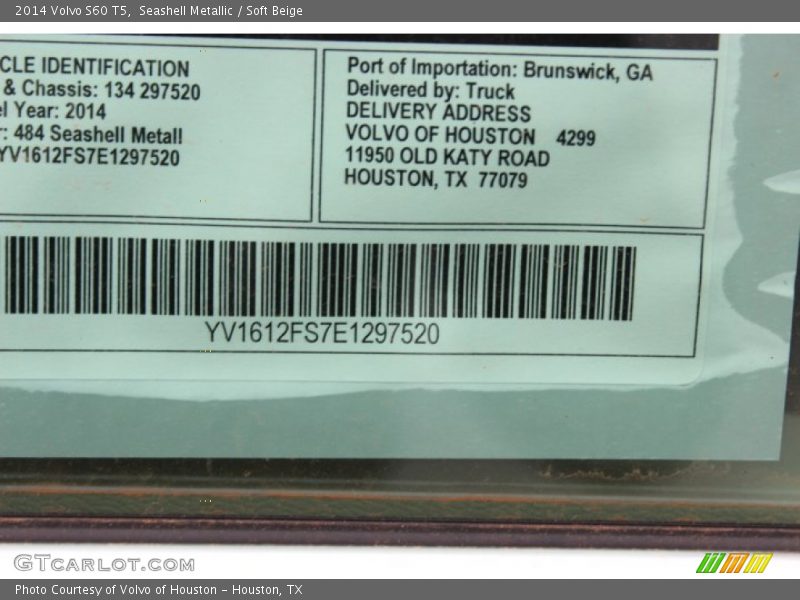 2014 Volvo S60 T5,  Seashell Metallic / Soft Beige
CLE IDENTIFICATION
& Chassis: 134 297520
el Year: 2014
r: 484 Seashell Metall
YV1612FS7E1297520
Port of Importation: Brunswick, GA
Delivered by: Truck
DELIVERY ADDRESS
VOLVO OF HOUSTON 4299
11950 OLD KATY ROAD
HOUSTON, TX 77079
YV1612FS7E1297520
GTCARLOT.COM
Photo Courtesy of Volvo of Houston - Houston, TX